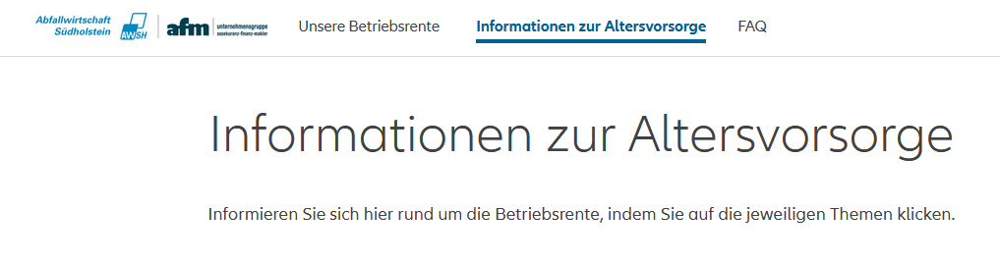 Abfallwirtschaft
Südholstein
AWSH
afm
unternehmensgruppe
assekuranz-finanz-makler
Unsere Betriebsrente
Informationen zur Altersvorsorge
FAQ
Informationen zur Altersvorsorge
Informieren Sie sich hier rund um die Betriebsrente, indem Sie auf die jeweiligen Themen klicken.